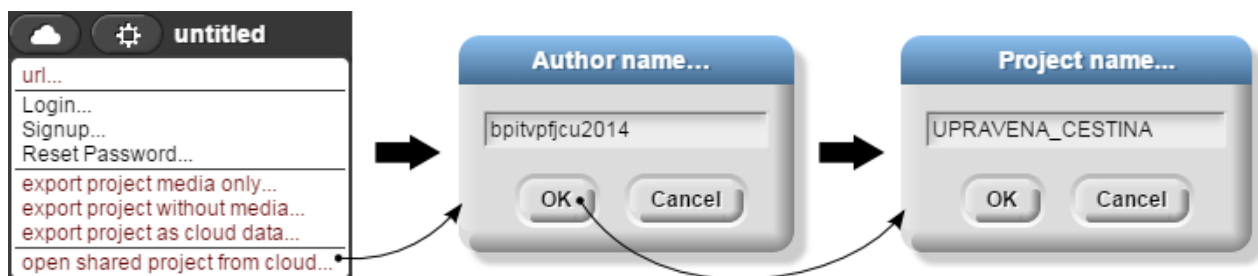 untitled
url...
Login...
Signup...
Reset Password...
export project media only...
export project without media...
export project as cloud data...
open shared project from cloud...
Author name...
bpitvpfjcu2014
OK
Cancel
Project name...
UPRAVENA_CESTINA
OK
Cancel